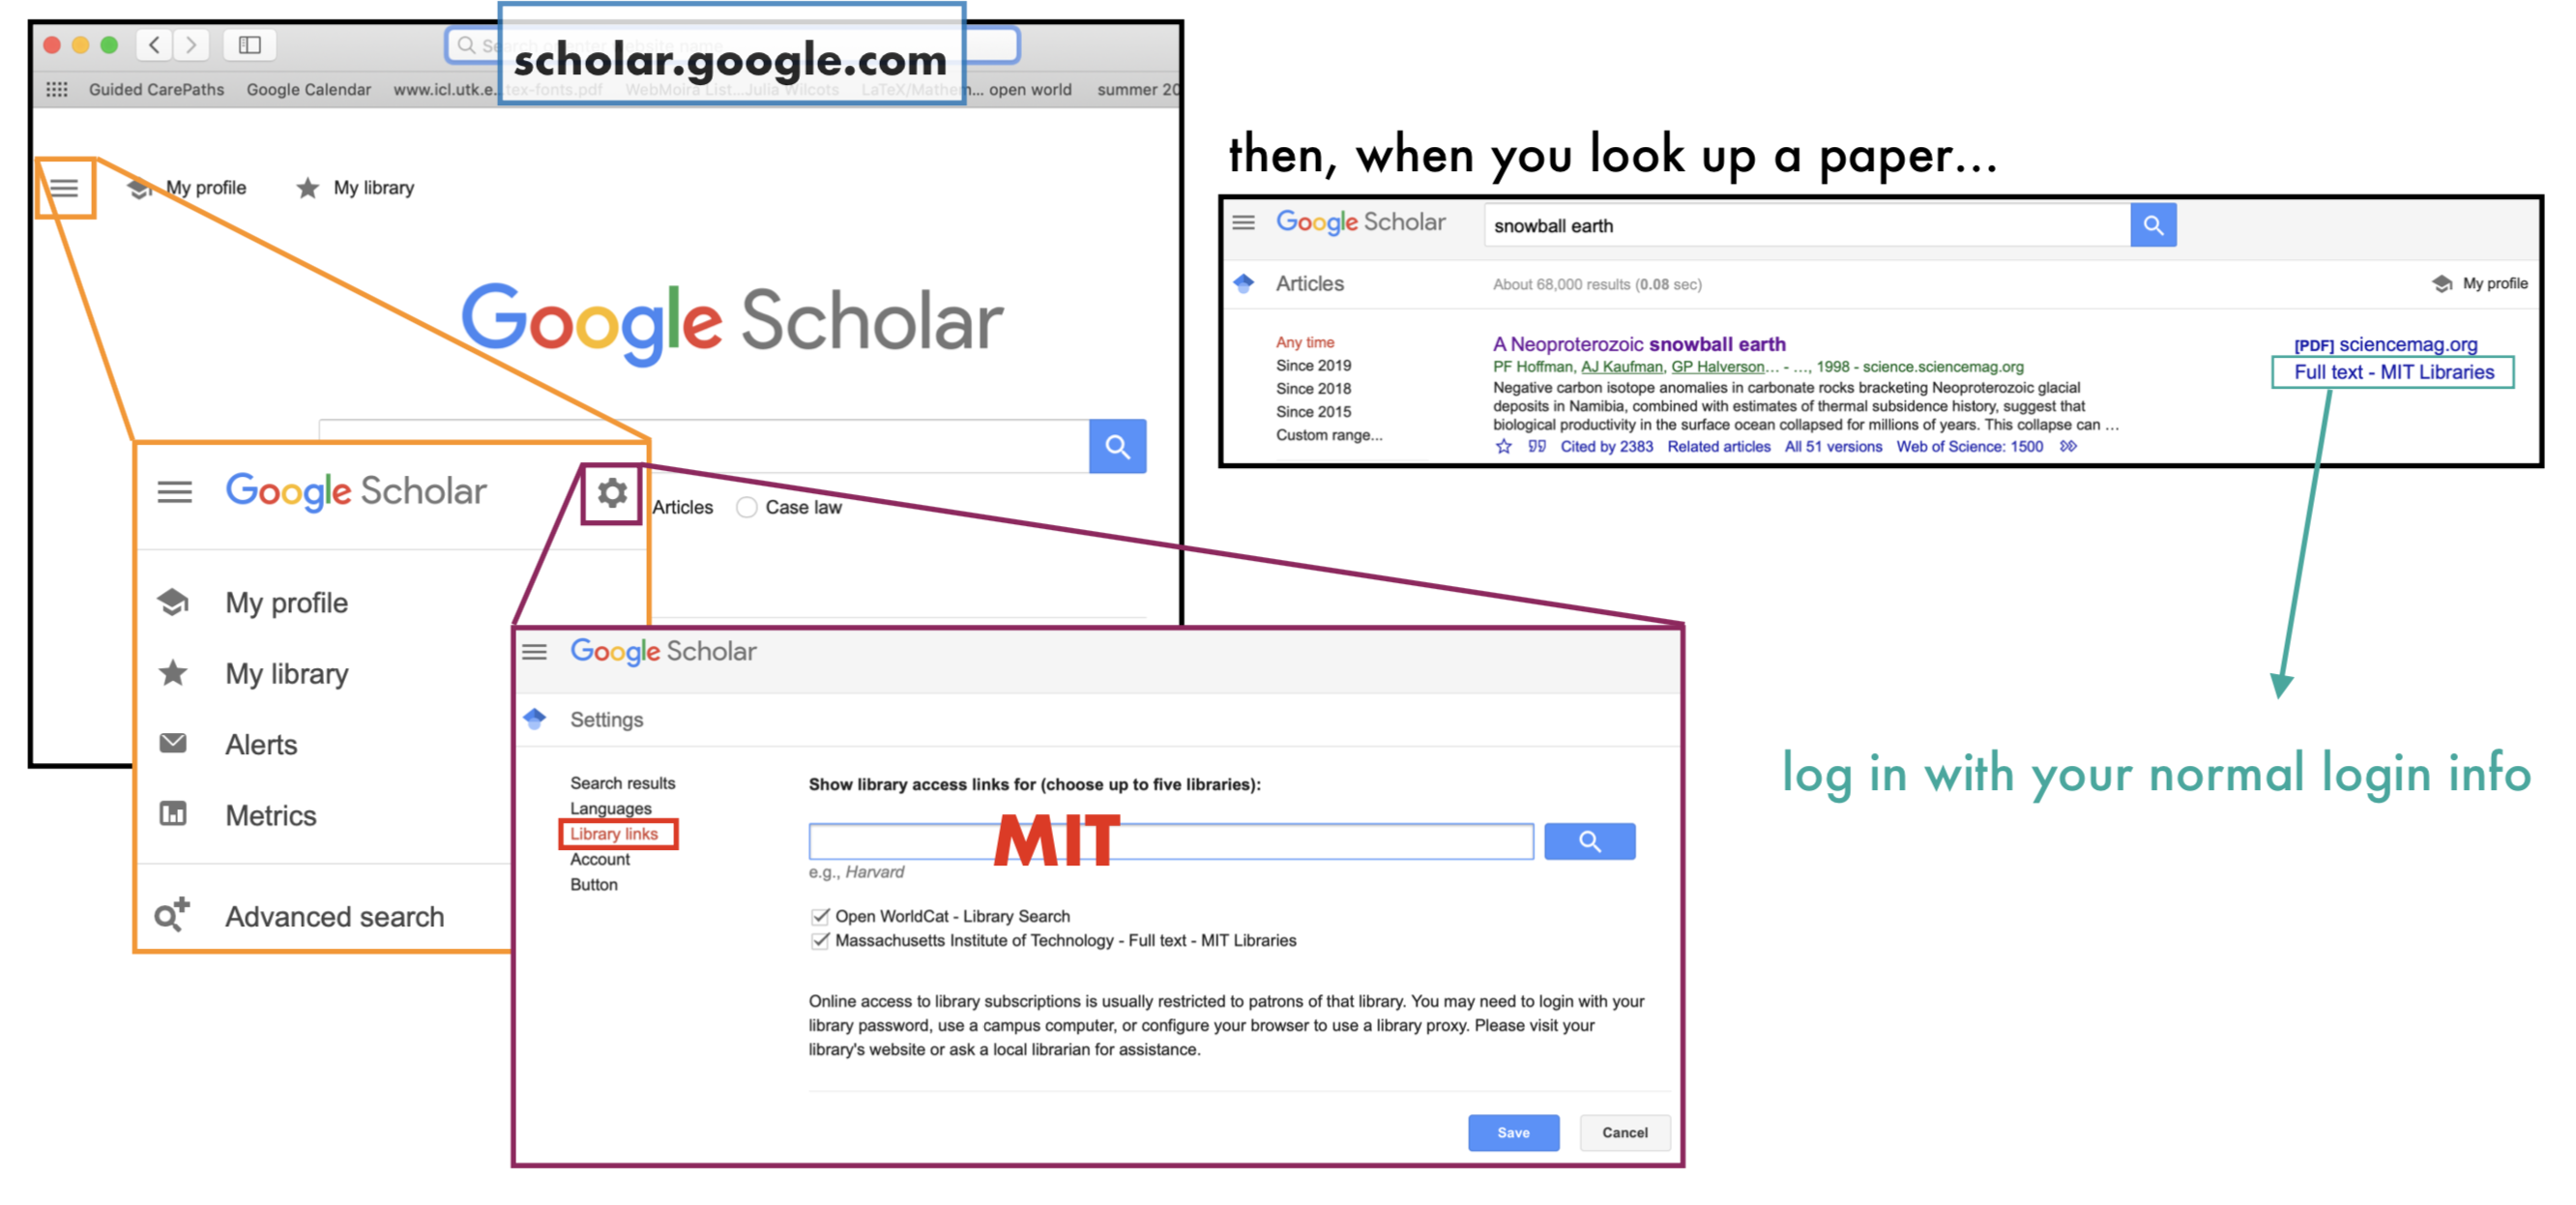 scholar.google.com
Guided CarePaths Google Calendar www.icl.utk.e...tex-fonts.pdf WebMoira List...Julia Wilcots LaTeX/Mathem... open world summer 20
My profile My library
Google Scholar
Articles Case law
Google Scholar
My profile
My library
Alerts
Metrics
Advanced search
Google Scholar
Settings
Search results
Languages
Library links
Account
Button
Show library access links for (choose up to five libraries):
MIT
e.g., Harvard
Open WorldCat - Library Search
Massachusetts Institute of Technology - Full text - MIT Libraries
Online access to library subscriptions is usually restricted to patrons of that library. You may need to login with your
library password, use a campus computer, or configure your browser to use a library proxy. Please visit your
library's website or ask a local librarian for assistance.
Save Cancel
then, when you look up a paper...
Google Scholar snowball earth
Articles About 68,000 results (0.08 sec) My profile
Any time
Since 2019
Since 2018
Since 2015
Custom range...
A Neoproterozoic snowball earth
PF Hoffman, AJ Kaufman, GP Halverson... - ..., 1998 - science.sciencemag.org
Negative carbon isotope anomalies in carbonate rocks bracketing Neoproterozoic glacial
deposits in Namibia, combined with estimates of thermal subsidence history, suggest that
biological productivity in the surface ocean collapsed for millions of years. This collapse can ...
Cited by 2383 Related articles All 51 versions Web of Science: 1500
[PDF] sciencemag.org
Full text - MIT Libraries
log in with your normal login info